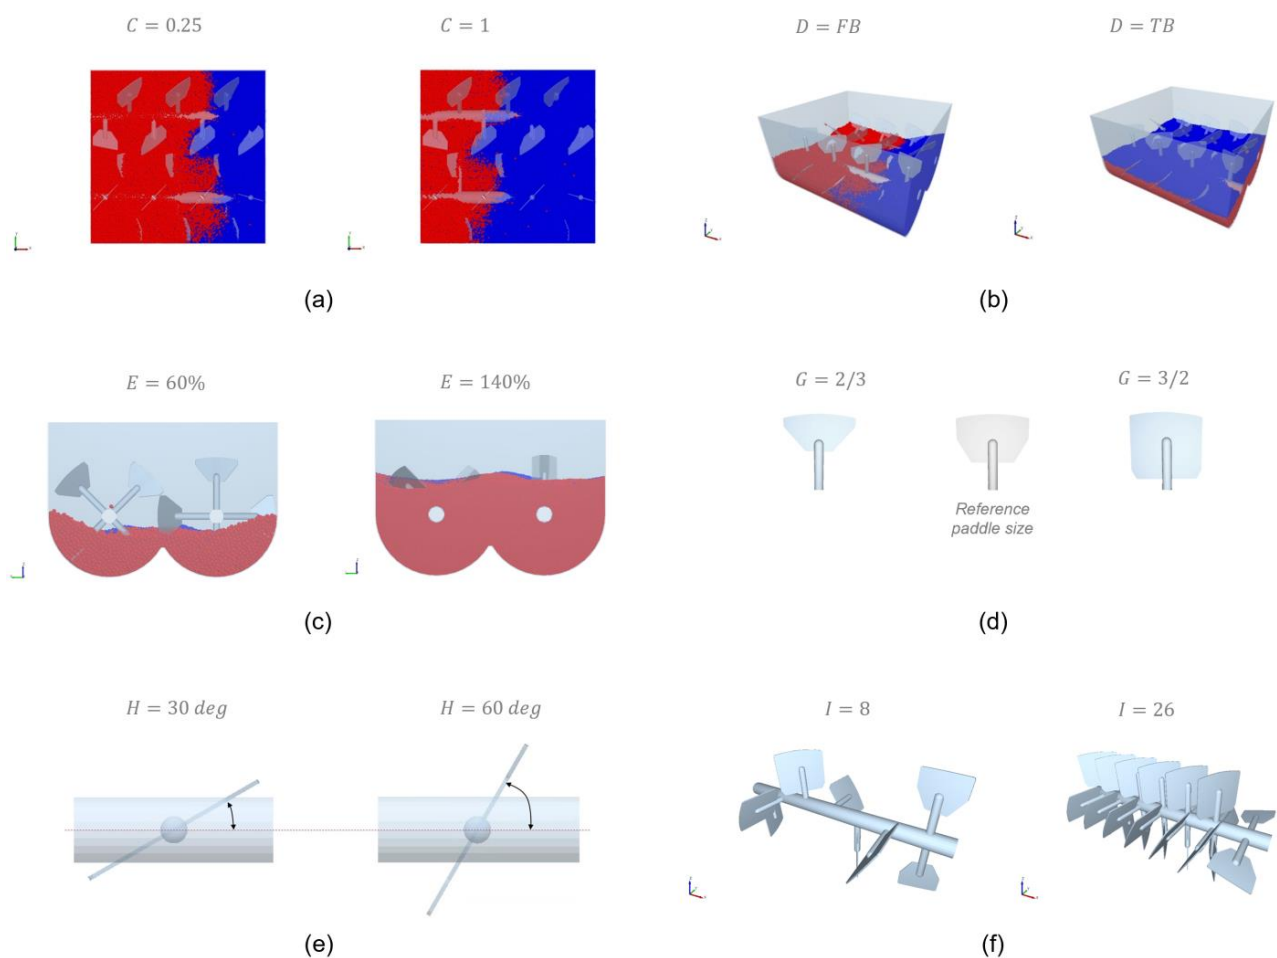 C = 0.25
C = 1
D = FB
D = TB
(a)
(b)
E = 60%
E = 140%
G = 2/3
G = 3/2
Reference
paddle size
(c)
(d)
H = 30 deg
H = 60 deg
I = 8
I = 26
(e)
(f)